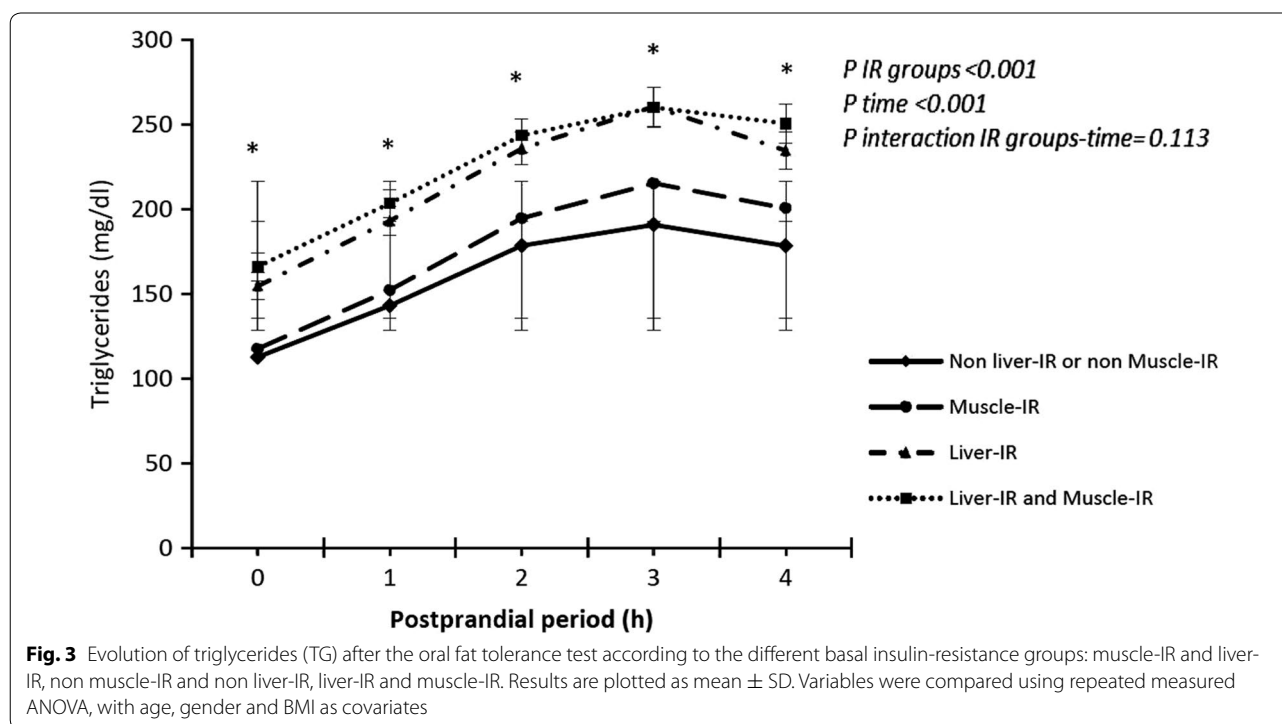 300
250
200
150
100
50
0
Triglycerides (mg/dl)
* * * * *
P IR groups <0.001
P time <0.001
P interaction IR groups-time= 0.113
Non liver-IR or non Muscle-IR
Muscle-IR
Liver-IR
Liver-IR and Muscle-IR
0 1 2 3 4
Postprandial period (h)
Fig. 3 Evolution of triglycerides (TG) after the oral fat tolerance test according to the different basal insulin-resistance groups: muscle-IR and liver-
IR, non muscle-IR and non liver-IR, liver-IR and muscle-IR. Results are plotted as mean ± SD. Variables were compared using repeated measured
ANOVA, with age, gender and BMI as covariates